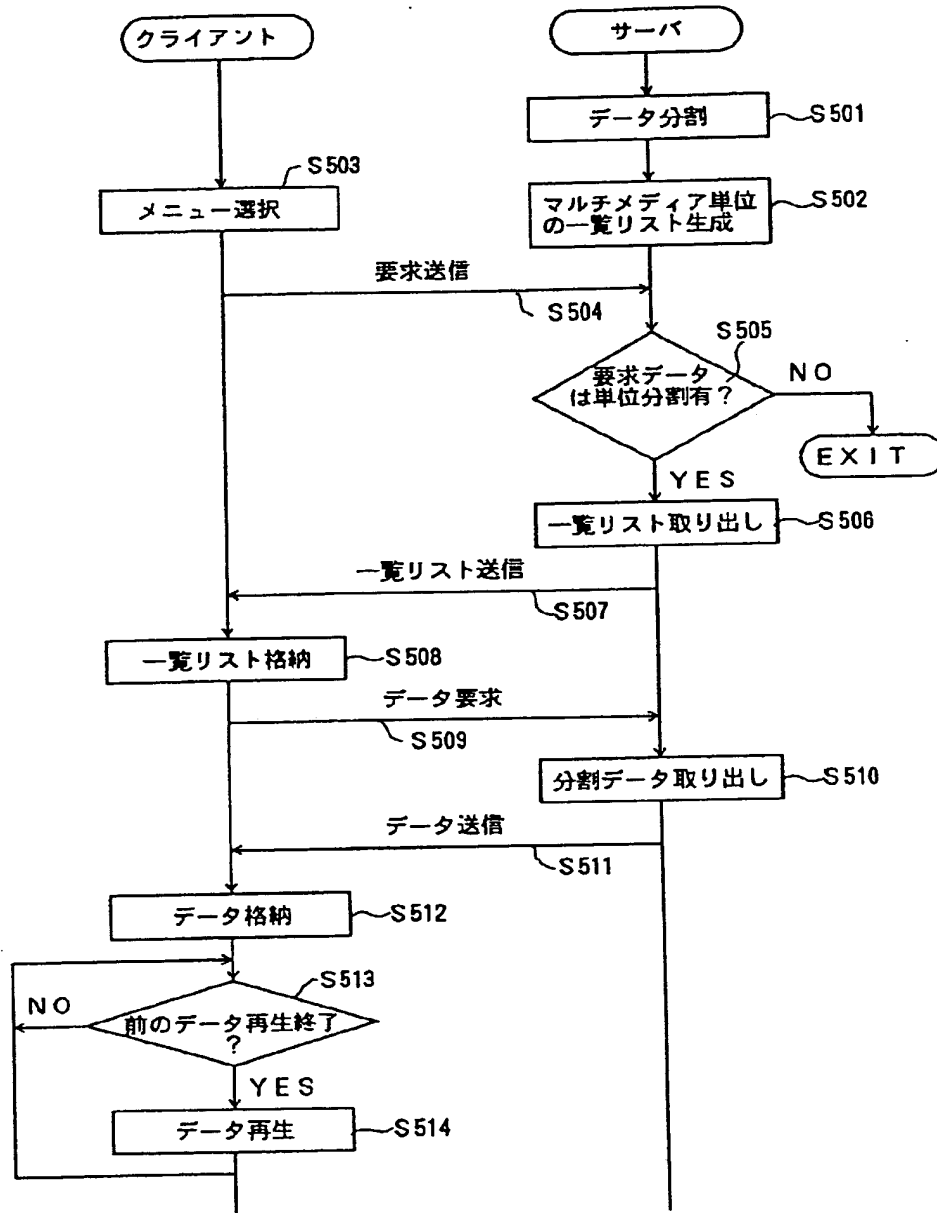 クライアント
サーバ
データ分割
S501
S503
メニュー選択
マルチメディア単位
の一覧リスト生成
S502
要求送信
S504
S505
要求データ
は単位分割有?
NO
EXIT
YES
一覧リスト取り出し
S506
一覧リスト送信
S507
一覧リスト格納
S508
データ要求
S509
分割データ取り出し
S510
データ送信
S511
データ格納
S512
S513
NO
前のデータ再生終了
?
YES
データ再生
S514